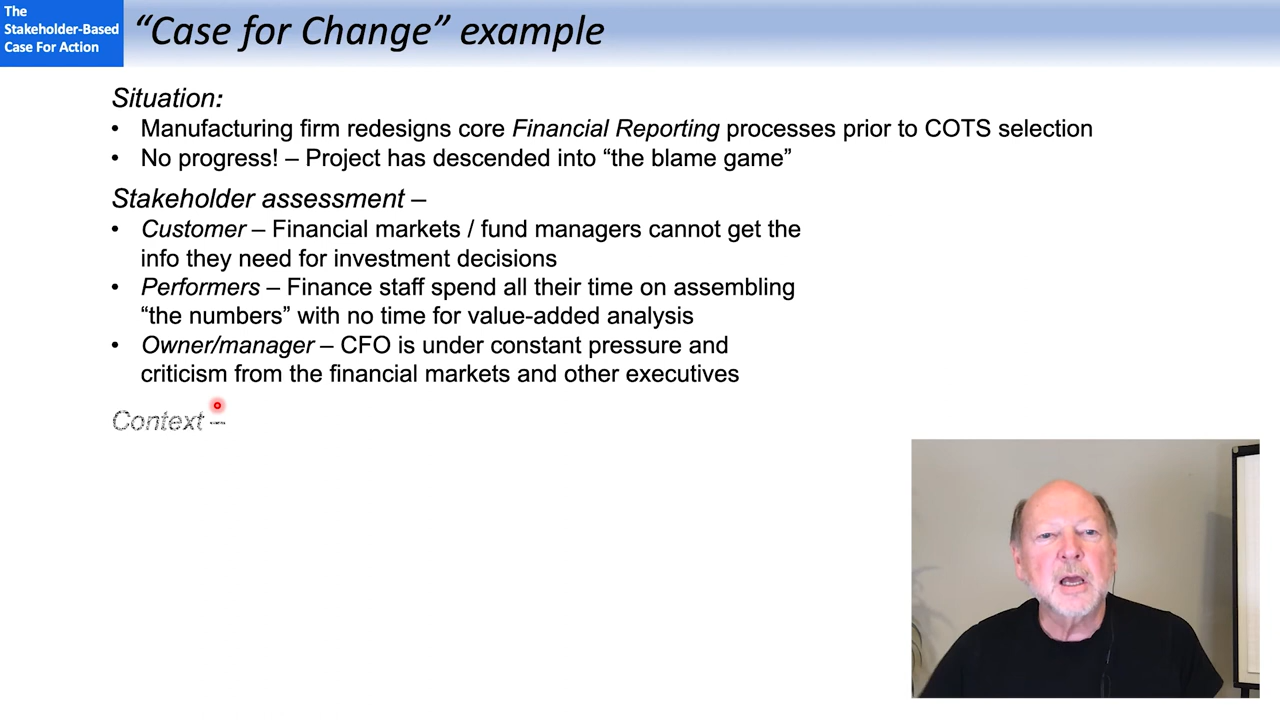 The
Stakeholder-Based
Case For Action
“Case for Change” example
Situation:
• Manufacturing firm redesigns core Financial Reporting processes prior to COTS selection
• No progress! – Project has descended into “the blame game”
Stakeholder assessment –
• Customer – Financial markets / fund managers cannot get the
info they need for investment decisions
• Performers – Finance staff spend all their time on assembling
“the numbers” with no time for value-added analysis
• Owner/manager – CFO is under constant pressure and
criticism from the financial markets and other executives
Context –